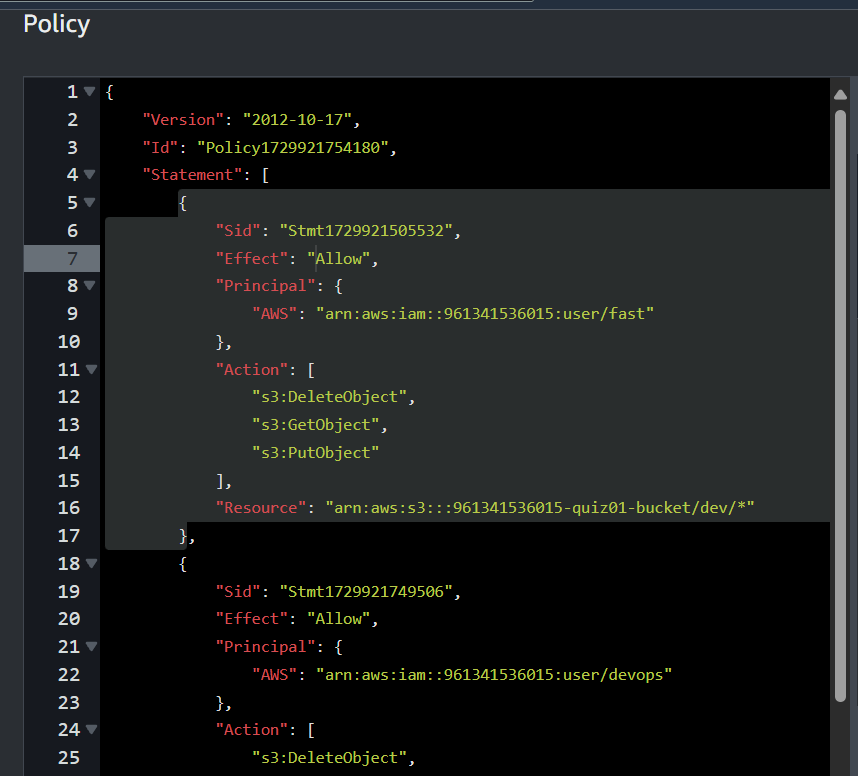 Policy
1 {
2 "Version": "2012-10-17",
3 "Id": "Policy1729921754180",
4 "Statement": [
5 {
6 "Sid": "Stmt1729921505532",
7 "Effect": "Allow",
8 "Principal": {
9 "AWS": "arn:aws:iam::961341536015:user/fast"
10 },
11 "Action": [
12 "s3:DeleteObject",
13 "s3:GetObject",
14 "s3:PutObject"
15 ],
16 "Resource": "arn:aws:s3:::961341536015-quiz01-bucket/dev/*"
17 },
18 {
19 "Sid": "Stmt1729921749506",
20 "Effect": "Allow",
21 "Principal": {
22 "AWS": "arn:aws:iam::961341536015:user/devops"
23 },
24 "Action": [
25 "s3:DeleteObject",